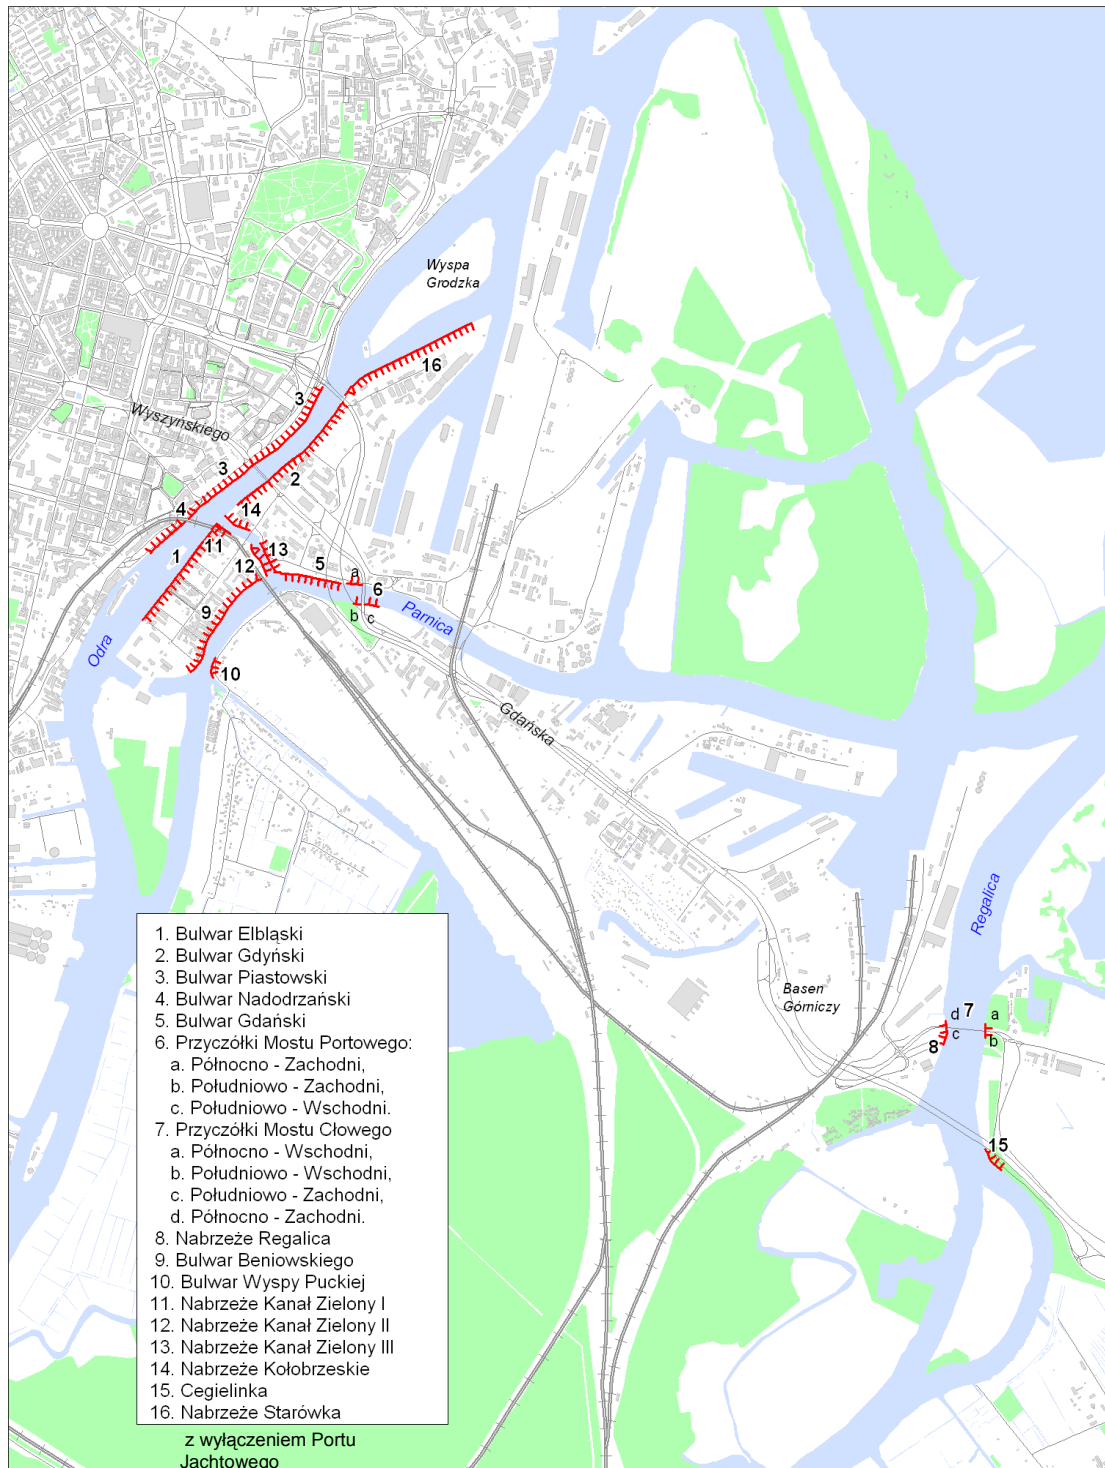 Wyspa
Grodzka
16
3
Wyszyńskiego
3
2
4
14
1
11
13
12
5
a
6
b
c
Parnica
9
Odra
10
Gdańska
Regalica
Basen
Górniczy
7
d
a
c
b
8
15
1. Bulwar Elbląski
2. Bulwar Gdyński
3. Bulwar Piastowski
4. Bulwar Nadodrzański
5. Bulwar Gdański
6. Przyczółki Mostu Portowego:
a. Północno - Zachodni,
b. Południowo - Zachodni,
c. Południowo - Wschodni.
7. Przyczółki Mostu Cłowego
a. Północno - Wschodni,
b. Południowo - Wschodni,
c. Południowo - Zachodni,
d. Północno - Zachodni.
8. Nabrzeże Regalica
9. Bulwar Beniowskiego
10. Bulwar Wyspy Puckiej
11. Nabrzeże Kanał Zielony I
12. Nabrzeże Kanał Zielony II
13. Nabrzeże Kanał Zielony III
14. Nabrzeże Kołobrzeskie
15. Cegielinka
16. Nabrzeże Starówka
z wyłączeniem Portu
Jachtowego